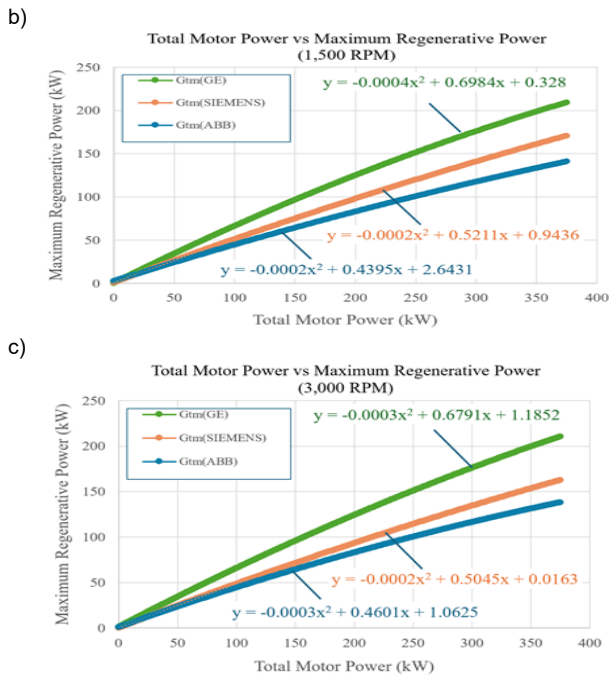 b)
Total Motor Power vs Maximum Regenerative Power
(1,500 RPM)
250
200
150
100
50
0
Maximum Regenerative Power (kW)
Gtm(GE)
Gtm(SIEMENS)
Gtm(ABB)
y = -0.0004x² + 0.6984x + 0.328
y = -0.0002x² + 0.5211x + 0.9436
y = -0.0002x² + 0.4395x + 2.6431
0 50 100 150 200 250 300 350 400
Total Motor Power (kW)
c)
Total Motor Power vs Maximum Regenerative Power
(3,000 RPM)
250
200
150
100
50
0
Maximum Regenerative Power (kW)
Gtm(GE)
Gtm(SIEMENS)
Gtm(ABB)
y = -0.0003x² + 0.6791x + 1.1852
y = -0.0002x² + 0.5045x + 0.0163
y = -0.0003x² + 0.4601x + 1.0625
0 50 100 150 200 250 300 350 400
Total Motor Power (kW)